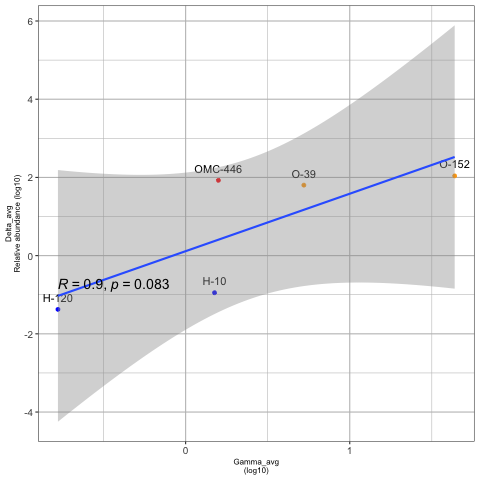 6
4
2
0
-2
-4
Delta_avg
Relative abundance (log10)
OMC-446
O-39
O-152
R = 0.9, p = 0.083
H-120
H-10
0
1
Gamma_avg
(log10)